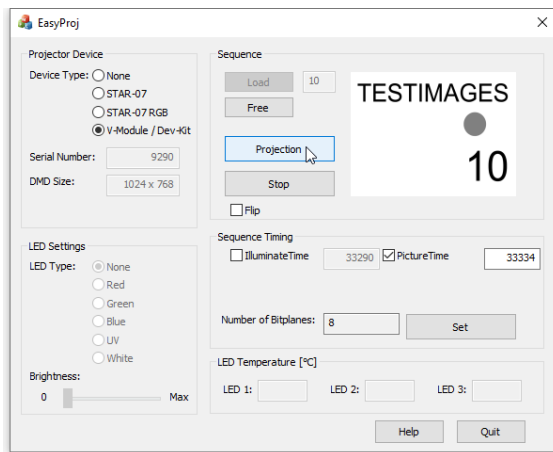 EasyProj
Projector Device
Device Type: None
STAR-07
STAR-07 RGB
V-Module / Dev-Kit
Serial Number: 9290
DMD Size: 1024 x 768
LED Settings
LED Type: None
Red
Green
Blue
UV
White
Brightness:
0 Max
Sequence
Load 10
Free
Projection
Stop
Flip
TESTIMAGES
10
Sequence Timing
IlluminateTime 33290 PictureTime 33334
Number of Bitplanes: 8 Set
LED Temperature [°C]
LED 1: LED 2: LED 3:
Help Quit